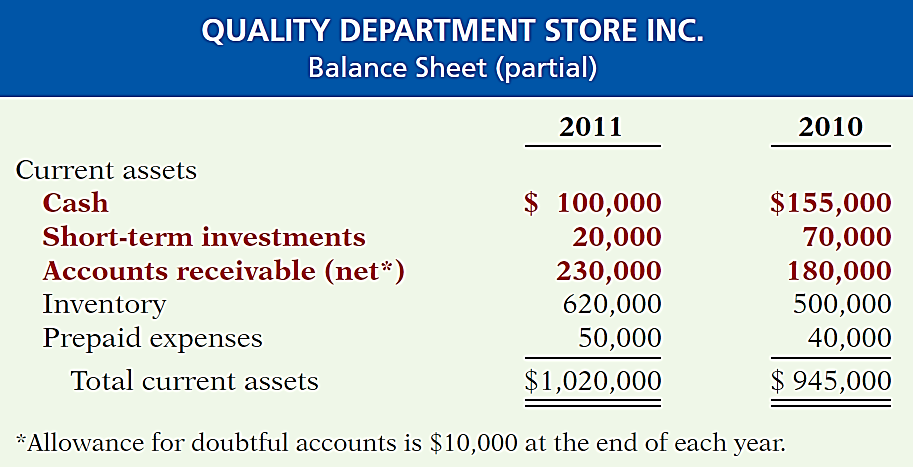 QUALITY DEPARTMENT STORE INC.
Balance Sheet (partial)
2011 2010
Current assets
Cash $ 100,000 $155,000
Short-term investments 20,000 70,000
Accounts receivable (net*) 230,000 180,000
Inventory 620,000 500,000
Prepaid expenses 50,000 40,000
Total current assets $1,020,000 $ 945,000
*Allowance for doubtful accounts is $10,000 at the end of each year.